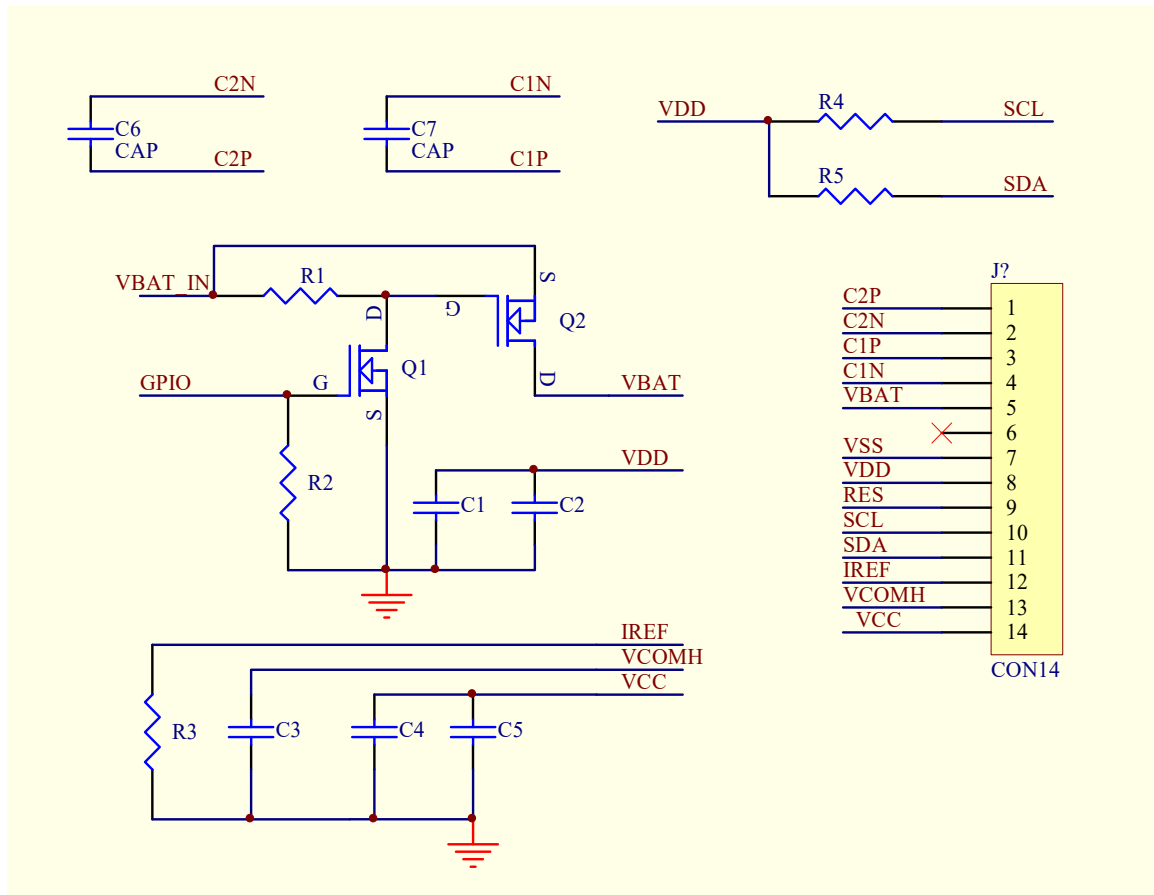 C2N
C6
CAP
C2P
C1N
C7
CAP
C1P
VDD
R4
SCL
R5
SDA
VBAT_IN
R1
D
G
S
Q2
D
VBAT
GPIO
G
Q1
S
R2
VDD
C1
C2
J?
C2P 1
C2N 2
C1P 3
C1N 4
VBAT 5
6
VSS 7
VDD 8
RES 9
SCL 10
SDA 11
IREF 12
VCOMH 13
VCC 14
CON14
IREF
VCOMH
VCC
R3
C3
C4
C5